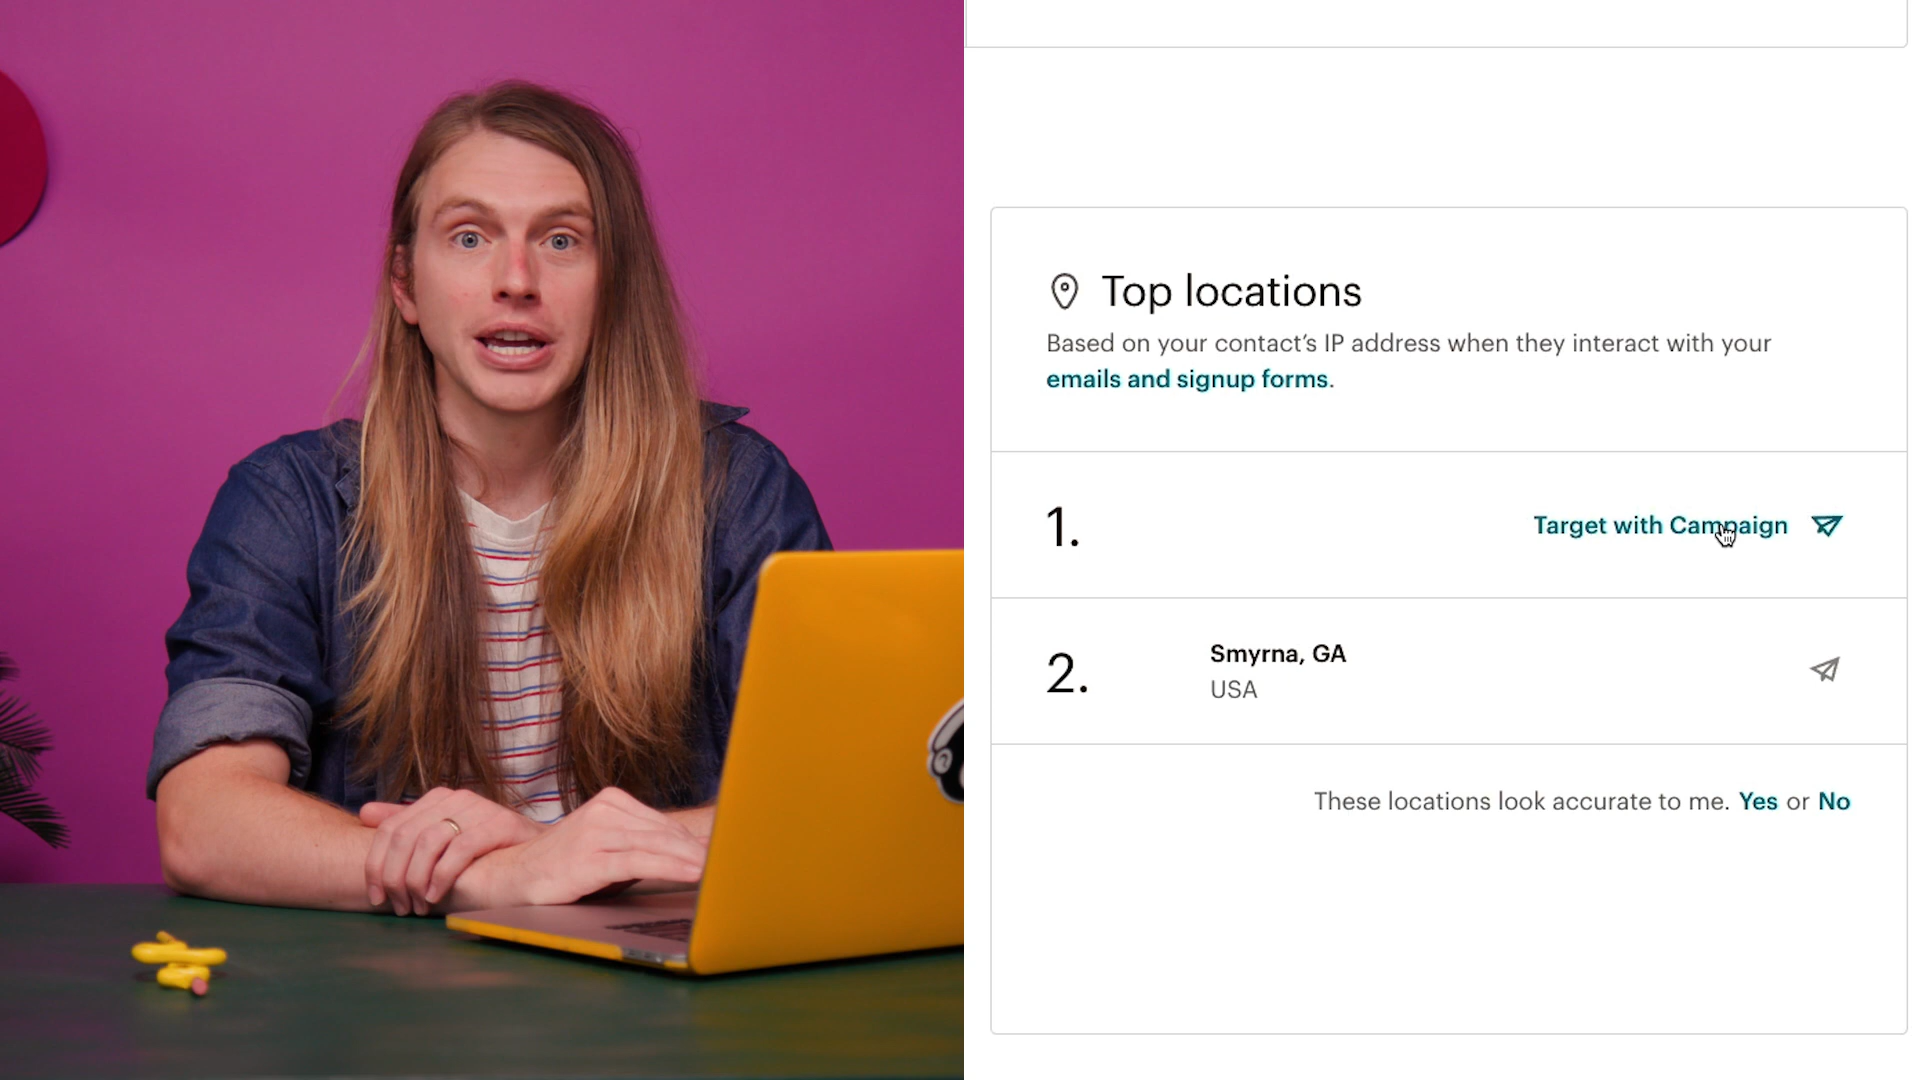 Top locations
Based on your contact’s IP address when they interact with your
emails and signup forms.
1.
Target with Campaign
2.
Smyrna, GA
USA
These locations look accurate to me. Yes or No